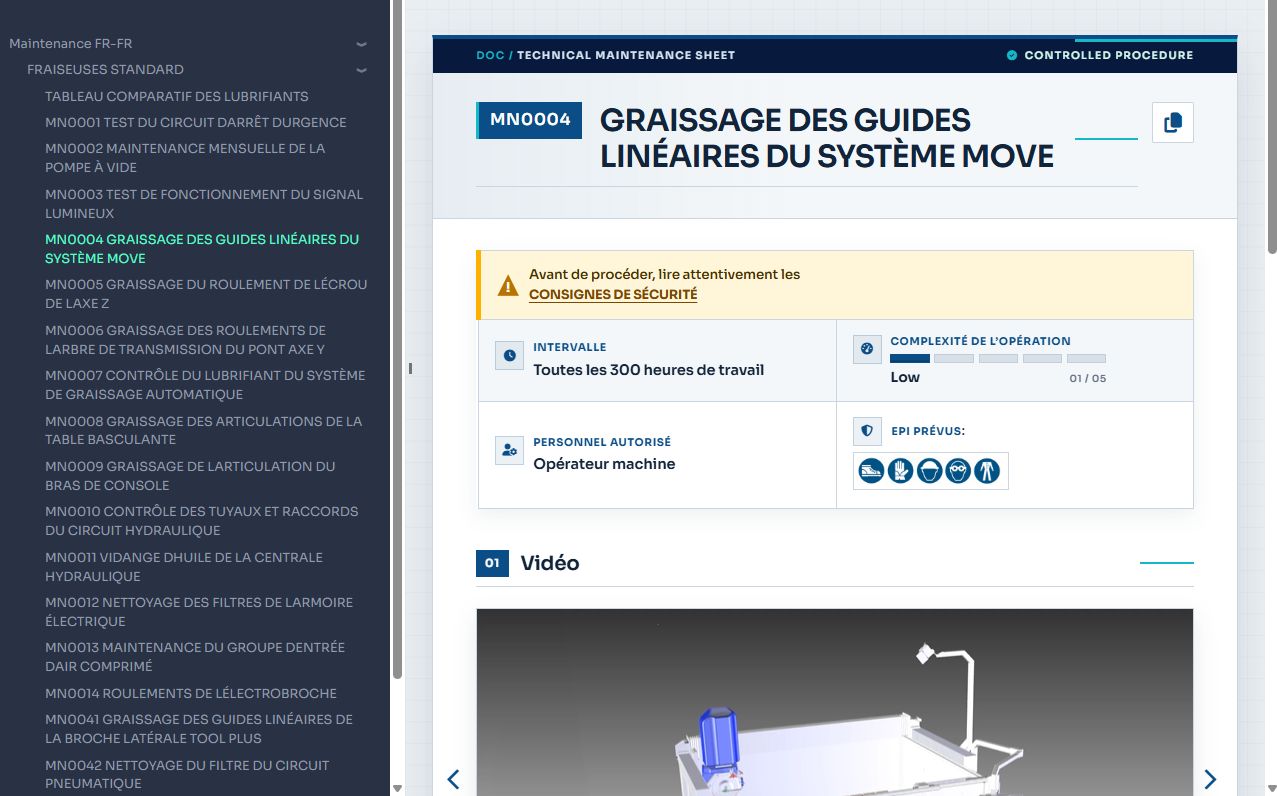 Maintenance FR-FR
FRAISEUSES STANDARD
TABLEAU COMPARATIF DES LUBRIFIANTS
MN0001 TEST DU CIRCUIT DARRÊT DURGENCE
MN0002 MAINTENANCE MENSUELLE DE LA
POMPE À VIDE
MN0003 TEST DE FONCTIONNEMENT DU SIGNAL
LUMINEUX
MN0004 GRAISSAGE DES GUIDES LINÉAIRES DU
SYSTÈME MOVE
MN0005 GRAISSAGE DU ROULEMENT DE LÉCROU
DE LAXE Z
MN0006 GRAISSAGE DES ROULEMENTS DE
LARBRE DE TRANSMISSION DU PONT AXE Y
MN0007 CONTRÔLE DU LUBRIFIANT DU SYSTÈME
DE GRAISSAGE AUTOMATIQUE
MN0008 GRAISSAGE DES ARTICULATIONS DE LA
TABLE BASCULANTE
MN0009 GRAISSAGE DE LARTICULATION DU
BRAS DE CONSOLE
MN0010 CONTRÔLE DES TUYAUX ET RACCORDS
DU CIRCUIT HYDRAULIQUE
MN0011 VIDANGE DHUILE DE LA CENTRALE
HYDRAULIQUE
MN0012 NETTOYAGE DES FILTRES DE LARMOIRE
ÉLECTRIQUE
MN0013 MAINTENANCE DU GROUPE DENTRÉE
DAIR COMPRIMÉ
MN0014 ROULEMENTS DE LÉLECTROBROCHE
MN0041 GRAISSAGE DES GUIDES LINÉAIRES DE
LA BROCHE LATÉRALE TOOL PLUS
MN0042 NETTOYAGE DU FILTRE DU CIRCUIT
PNEUMATIQUE
DOC / TECHNICAL MAINTENANCE SHEET
CONTROLLED PROCEDURE
MN0004
GRAISSAGE DES GUIDES
LINÉAIRES DU SYSTÈME MOVE
Avant de procéder, lire attentivement les
CONSIGNES DE SÉCURITÉ
INTERVALLE
Toutes les 300 heures de travail
COMPLEXITÉ DE L'OPÉRATION
Low
01 / 05
PERSONNEL AUTORISÉ
Opérateur machine
EPI PRÉVUS:
01
Vidéo